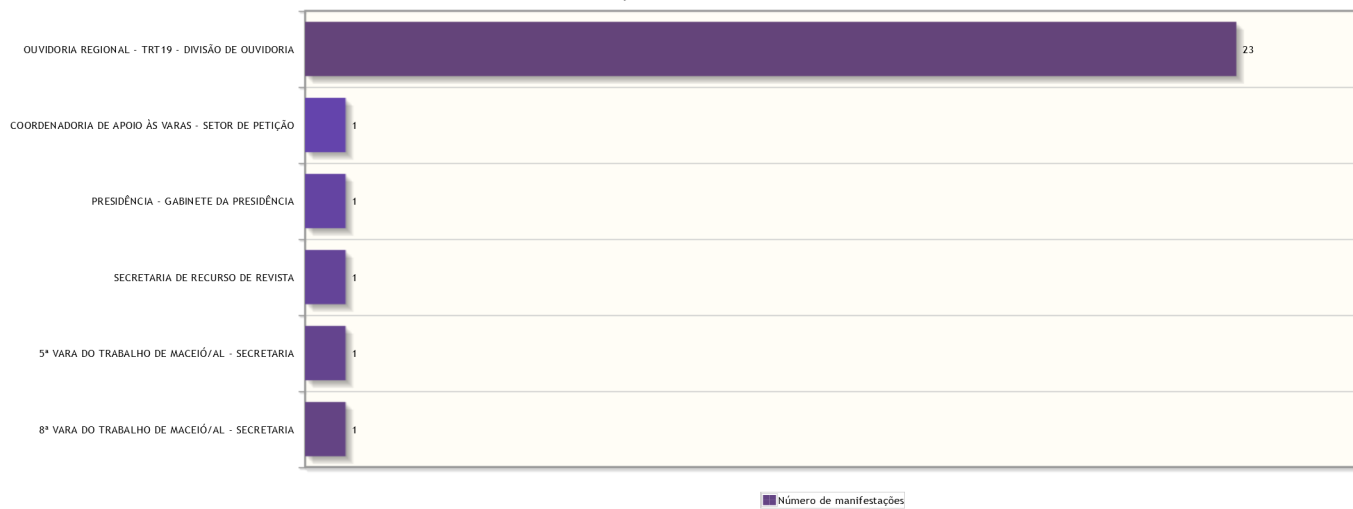 OUVIDORIA REGIONAL - TRT19 - DIVISÃO DE OUVIDORIA
23
COORDENADORIA DE APOIO ÀS VARAS - SETOR DE PETIÇÃO
1
PRESIDÊNCIA - GABINETE DA PRESIDÊNCIA
1
SECRETARIA DE RECURSO DE REVISTA
1
5ª VARA DO TRABALHO DE MACEIÓ/AL - SECRETARIA
1
8ª VARA DO TRABALHO DE MACEIÓ/AL - SECRETARIA
1
Número de manifestações